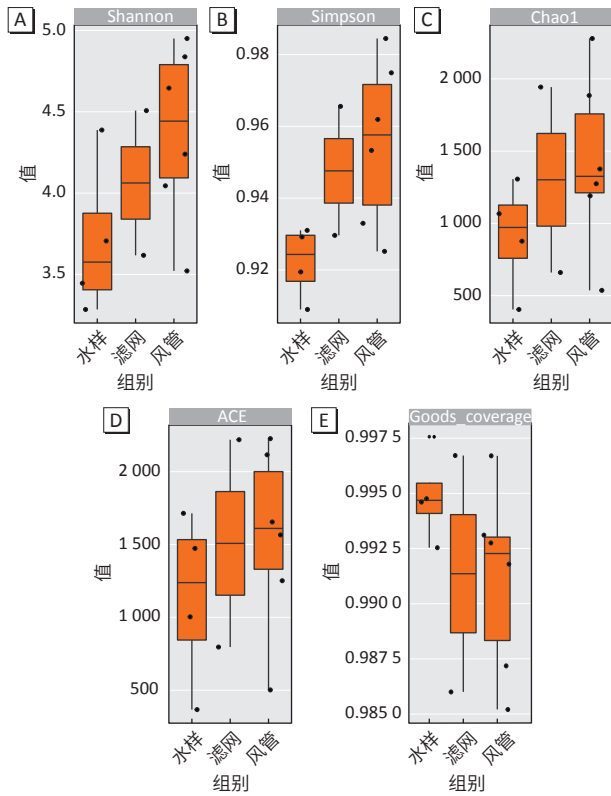 A
Shannon
5.0
4.5
4.0
3.5
值
水样
滤网
风管
组别
B
Simpson
0.98
0.96
0.94
0.92
值
水样
滤网
风管
组别
C
Chao1
2 000
1 500
1 000
500
值
水样
滤网
风管
组别
D
ACE
2 000
1 500
1 000
500
值
水样
滤网
风管
组别
E
Goods_coverage
0.997 5
0.995 0
0.992 5
0.990 0
0.987 5
0.985 0
值
水样
滤网
风管
组别